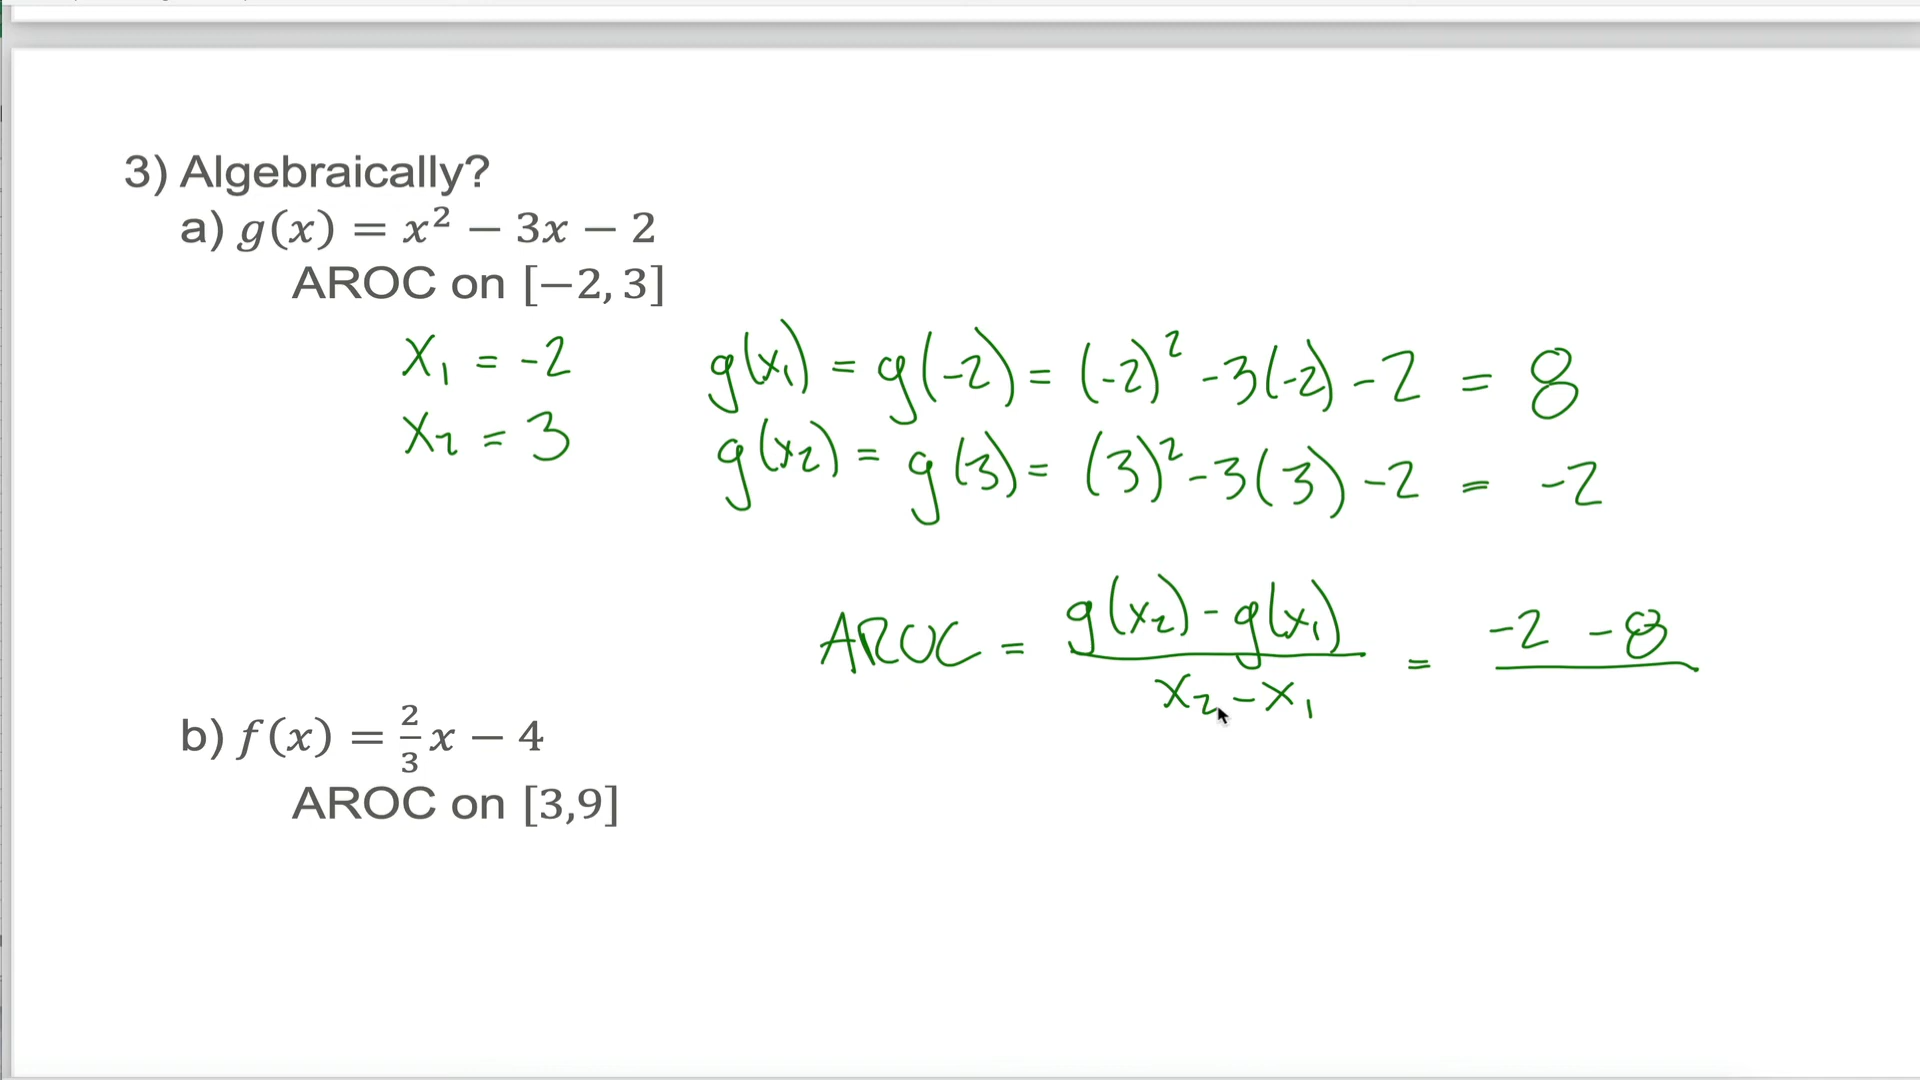 3) Algebraically?
a) g(x) = x² − 3x − 2
AROC on [−2, 3]
x₁ = -2
g(x₁) = g(-2) = (-2)² - 3(-2) - 2 = 8
x₂ = 3
g(x₂) = g(3) = (3)² - 3(3) - 2 = -2
AROC = g(x₂) - g(x₁) / x₂ - x₁ = -2 - 8
b) f(x) = 2/3 x − 4
AROC on [3,9]